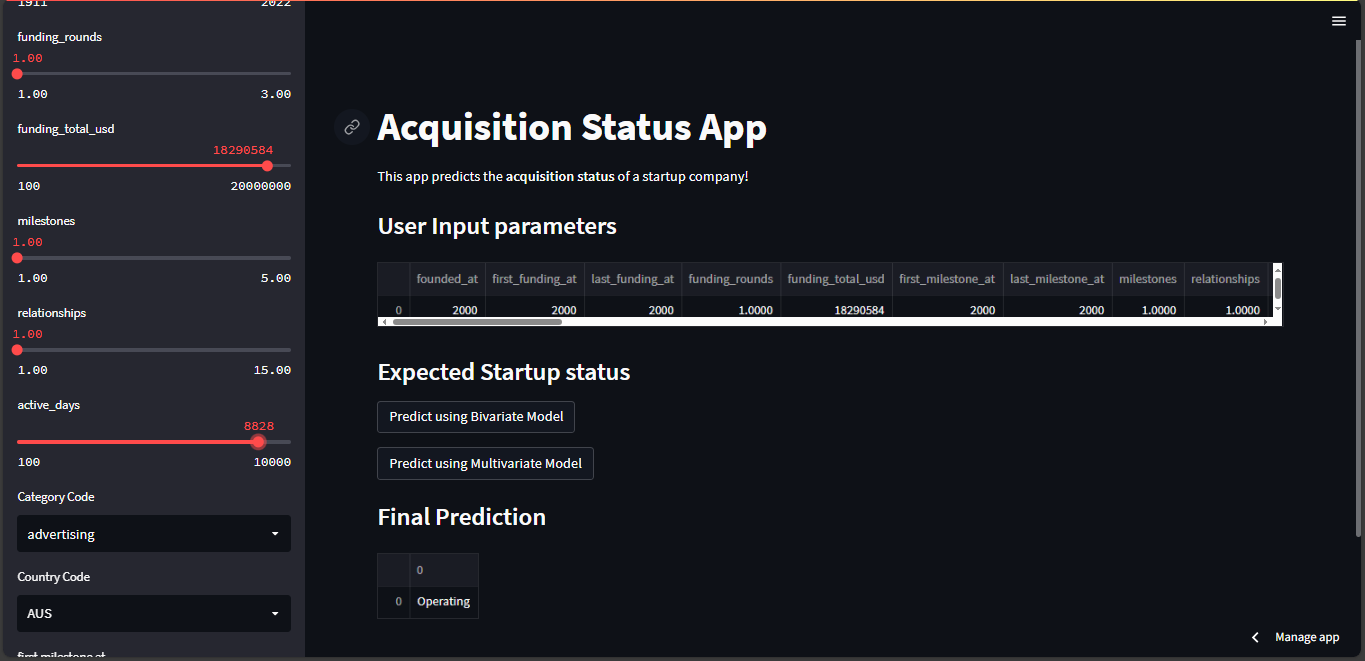 1911 2022
funding_rounds
1.00
1.00 3.00
funding_total_usd
18290584
100 20000000
milestones
1.00
1.00 5.00
relationships
1.00
1.00 15.00
active_days
8828
100 10000
Category Code
advertising
Country Code
AUS
first_milestone_at
Acquisition Status App
This app predicts the acquisition status of a startup company!
User Input parameters
founded_at first_funding_at last_funding_at funding_rounds funding_total_usd first_milestone_at last_milestone_at milestones relationships
0 2000 2000 2000 1.0000 18290584 2000 2000 1.0000 1.0000
Expected Startup status
Predict using Bivariate Model
Predict using Multivariate Model
Final Prediction
0
0 Operating
Manage app